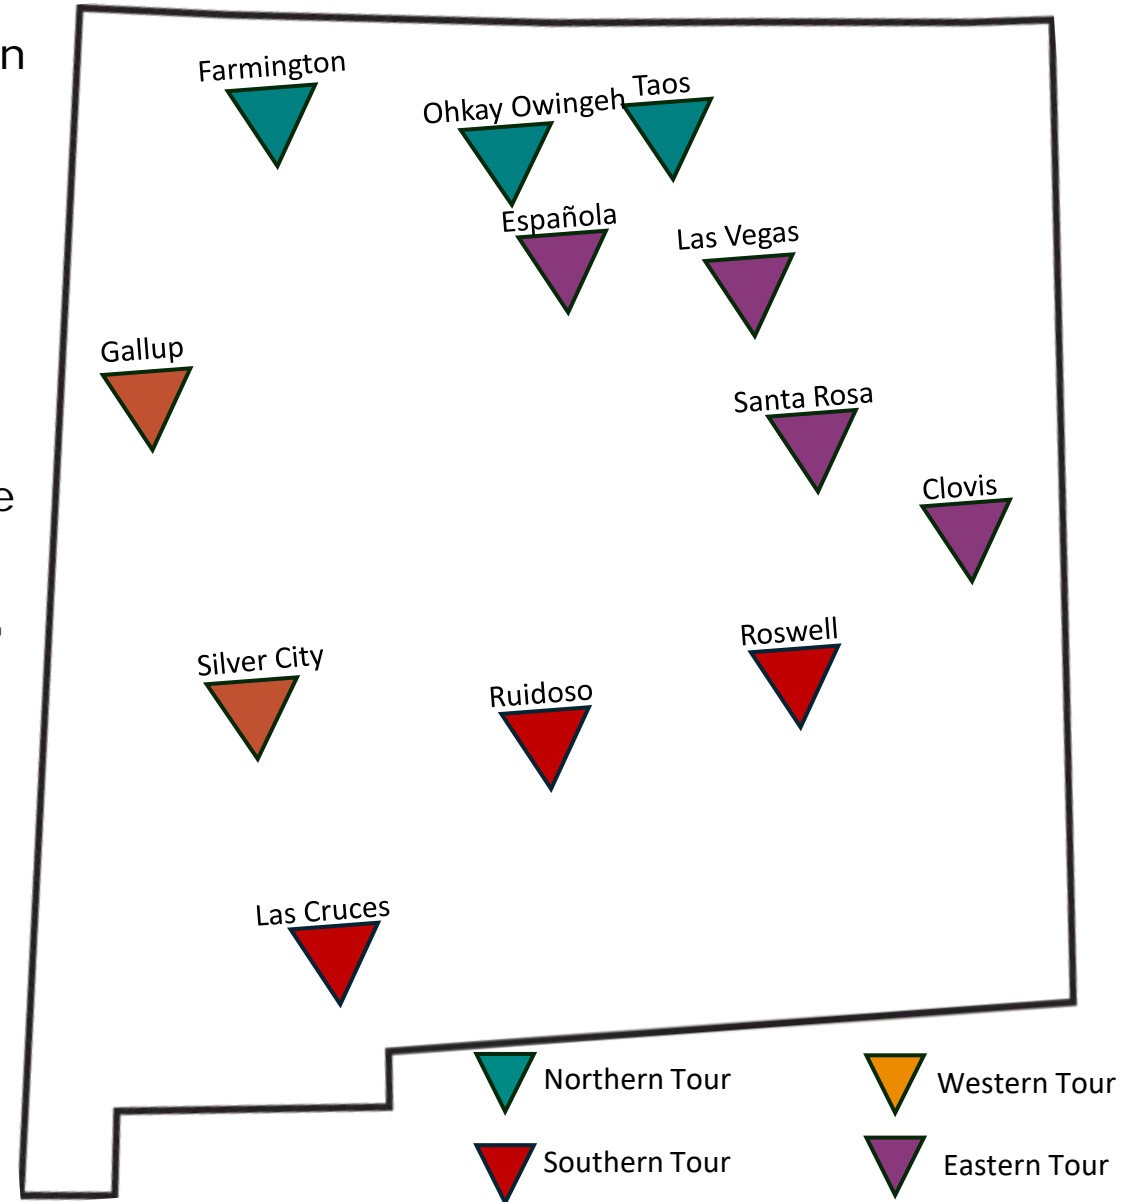 n
Farmington
Taos
Ohkay Owingeh
Española
Las Vegas
Gallup
Santa Rosa
Clovis
e
Roswell
Silver City
Ruidoso
Las Cruces
Northern Tour
Western Tour
Southern Tour
Eastern Tour